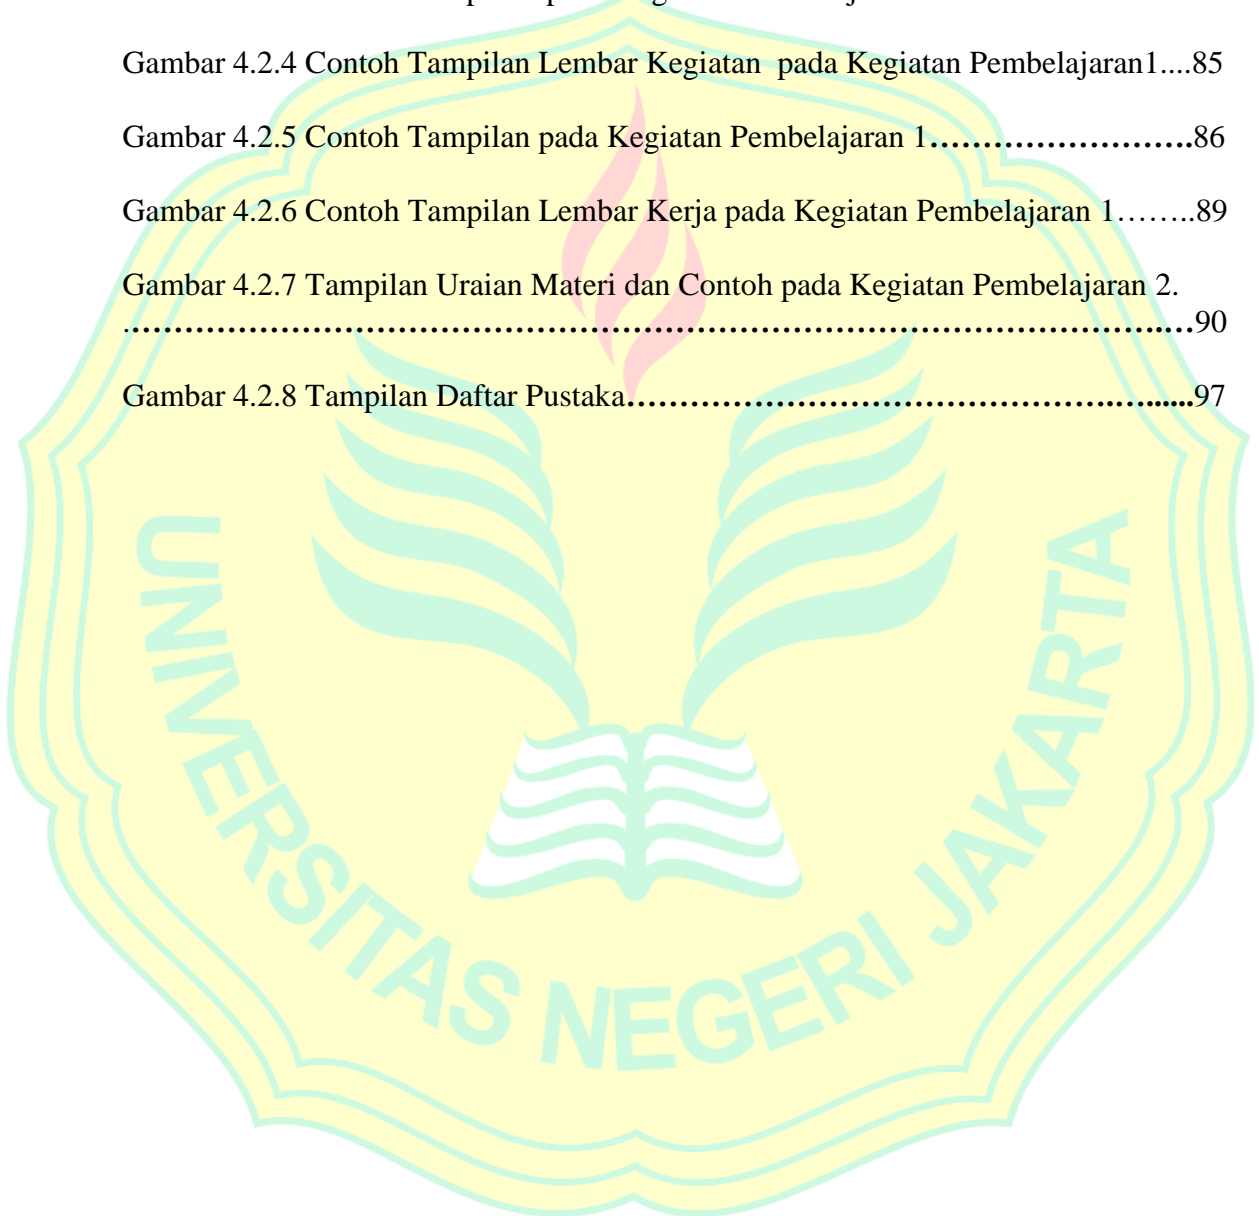 Gambar 4.2.4 Contoh Tampilan Lembar Kegiatan  pada Kegiatan Pembelajaran1....85
Gambar 4.2.5 Contoh Tampilan pada Kegiatan Pembelajaran 1…………………….86
Gambar 4.2.6 Contoh Tampilan Lembar Kerja pada Kegiatan Pembelajaran 1……..89
Gambar 4.2.7 Tampilan Uraian Materi dan Contoh pada Kegiatan Pembelajaran 2.
.………………………………………………………………………………….…90
Gambar 4.2.8 Tampilan Daftar Pustaka……………………………………….…......97
UNIVERSITAS NEGERI JAKARTA